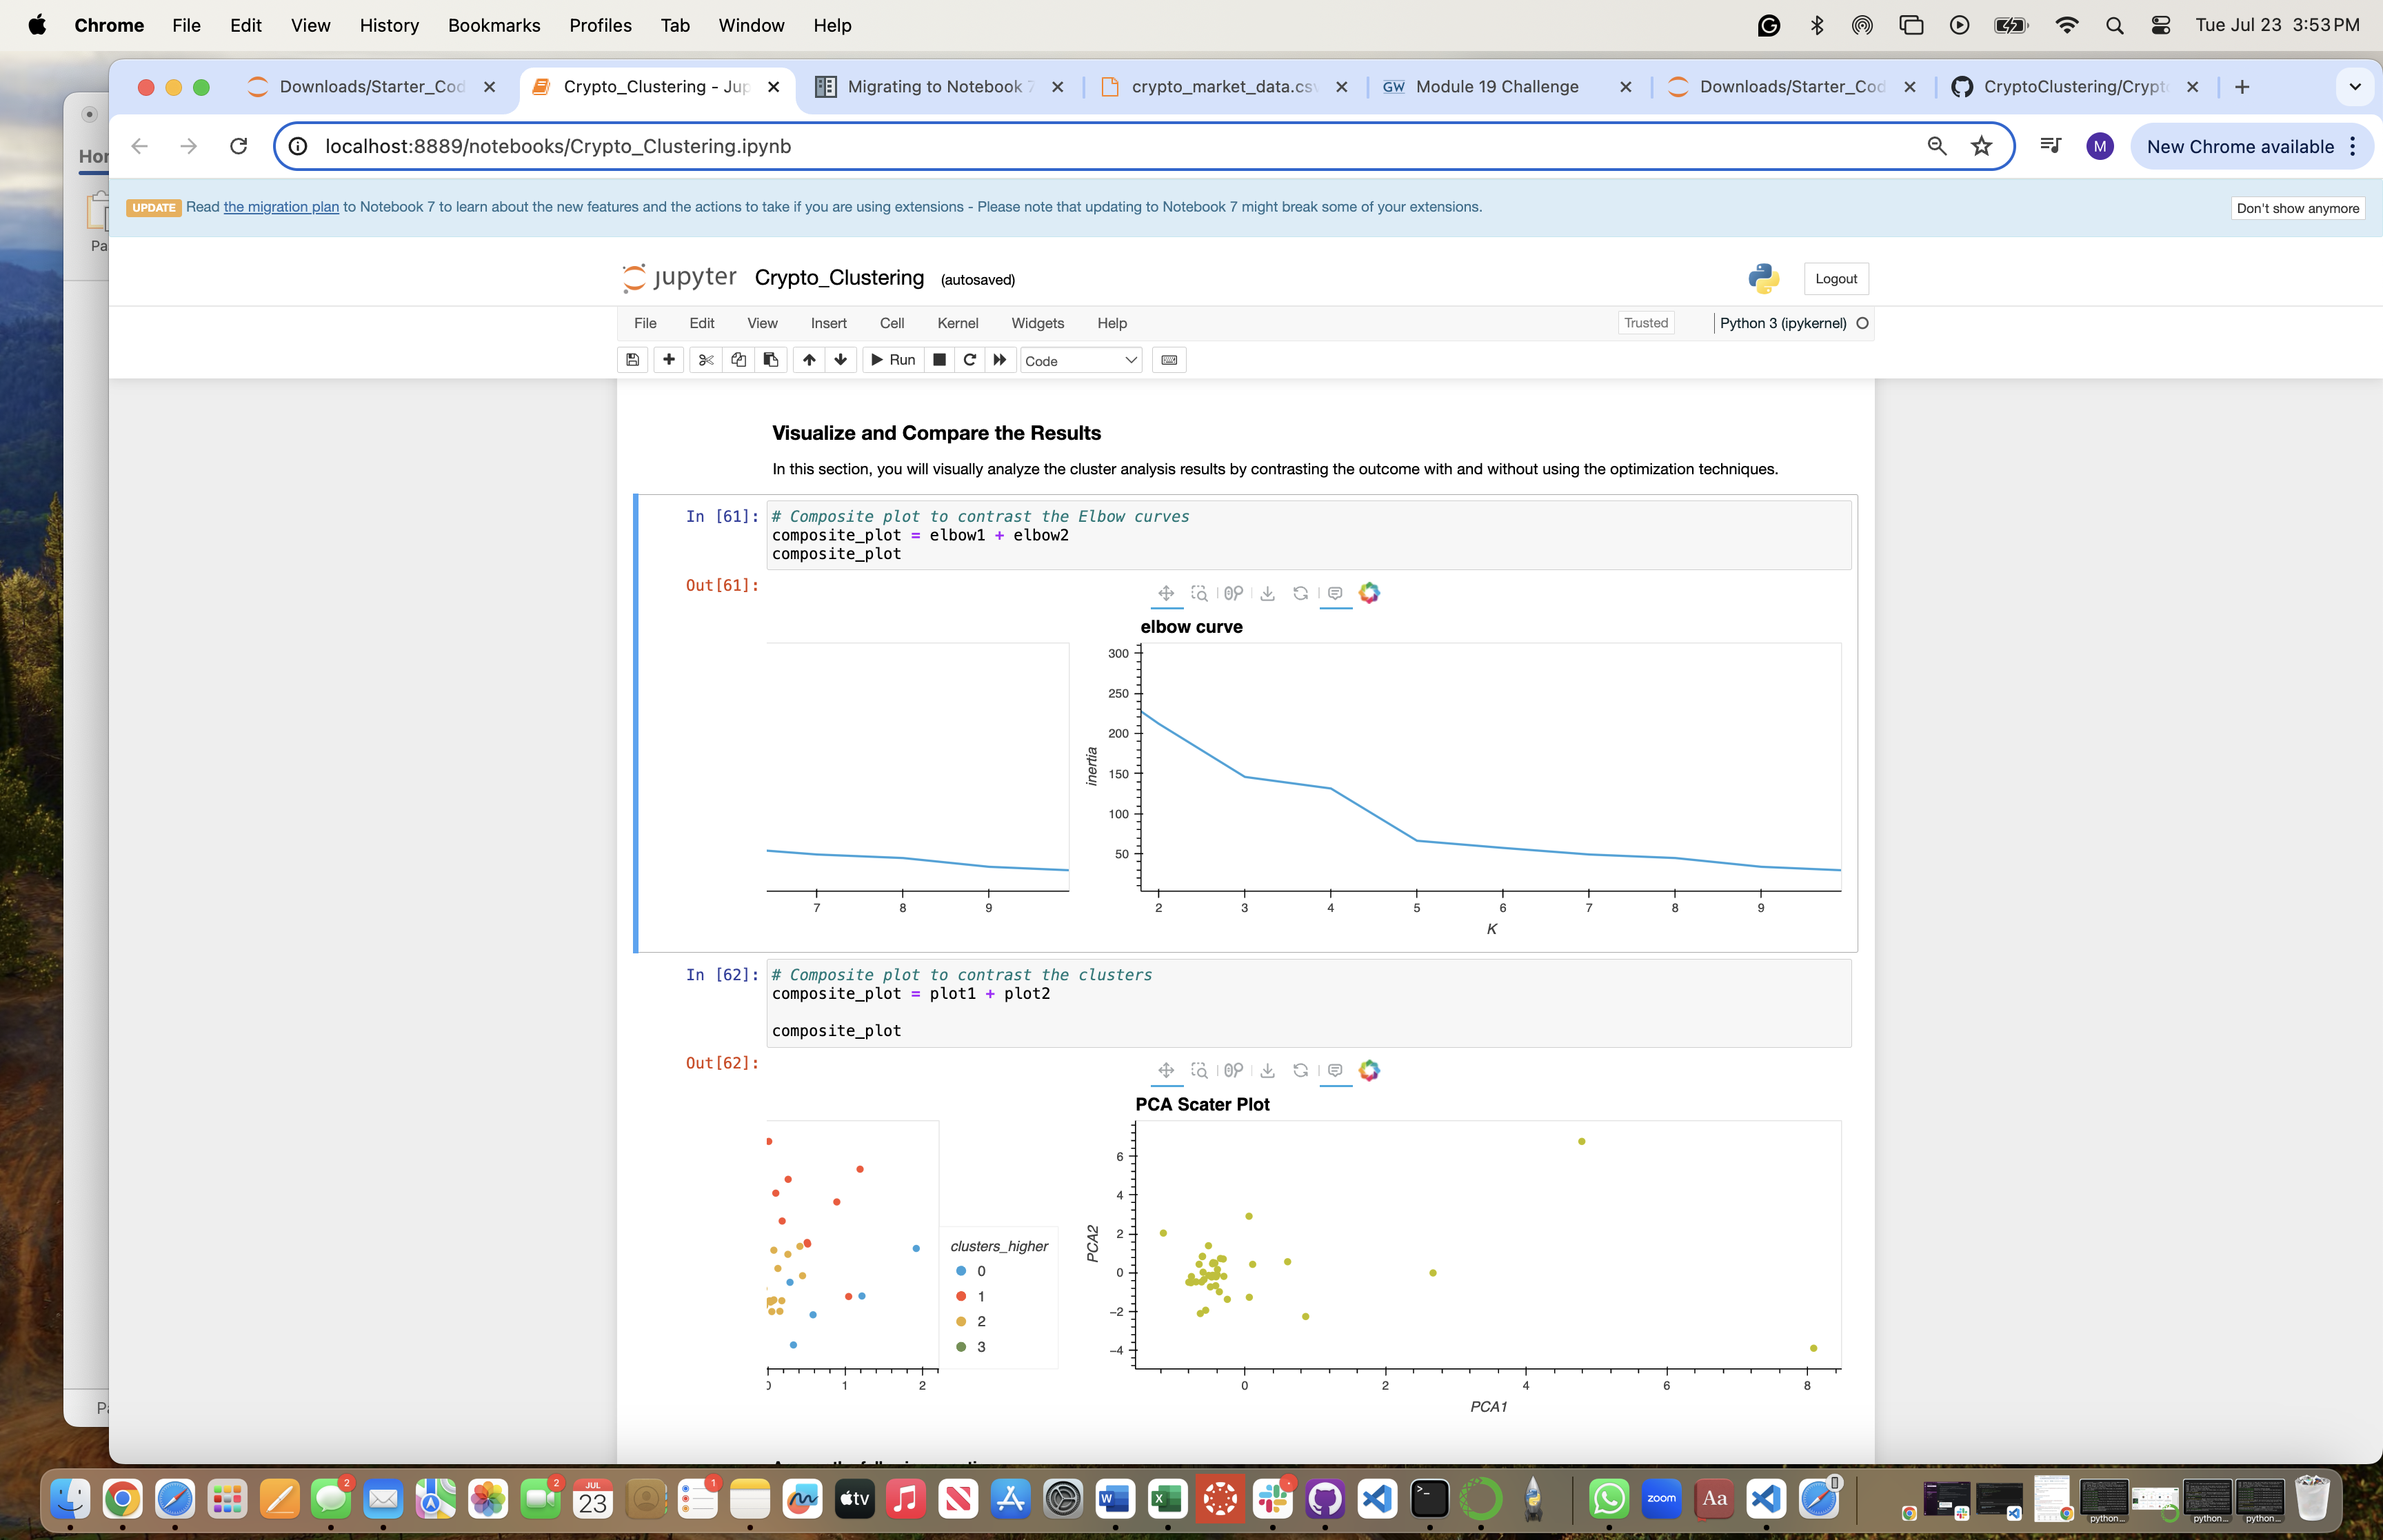 Chrome File Edit View History Bookmarks Profiles Tab Window Help
Tue Jul 23 3:53 PM
Downloads/Starter_Cod
Crypto_Clustering - Jup
Migrating to Notebook 7
crypto_market_data.csv
GW Module 19 Challenge
Downloads/Starter_Cod
CryptoClustering/Crypt
localhost:8889/notebooks/Crypto_Clustering.ipynb
M
New Chrome available
UPDATE Read the migration plan to Notebook 7 to learn about the new features and the actions to take if you are using extensions - Please note that updating to Notebook 7 might break some of your extensions.
Don't show anymore
Hor
Pa
jupyter Crypto_Clustering (autosaved)
Logout
File Edit View Insert Cell Kernel Widgets Help
Trusted
Python 3 (ipykernel)
Run
Code
Visualize and Compare the Results
In this section, you will visually analyze the cluster analysis results by contrasting the outcome with and without using the optimization techniques.
In [61]: # Composite plot to contrast the Elbow curves
composite_plot = elbow1 + elbow2
composite_plot
Out[61]:
elbow curve
300
250
200
150
100
50
inertia
7 8 9
2 3 4 5 6 7 8 9
K
In [62]: # Composite plot to contrast the clusters
composite_plot = plot1 + plot2
composite_plot
Out[62]:
PCA Scater Plot
clusters_higher
0
1
2
3
0 1 2
6
4
2
0
−2
−4
PCA2
0 2 4 6 8
PCA1
Pa
2
2
JUL
23
1
tv
W
X
>_
zoom
Aa
python...
python...
python...